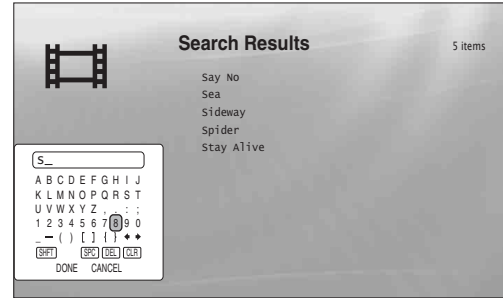 Search Results
5 items
Say No
Sea
Sideway
Spider
Stay Alive
S_
A B C D E F G H I J
K L M N O P Q R S T
U V W X Y Z , . : ;
1 2 3 4 5 6 7 8 9 0
_ – ( ) [ ] { }
SHFT SPC DEL CLR
DONE CANCEL